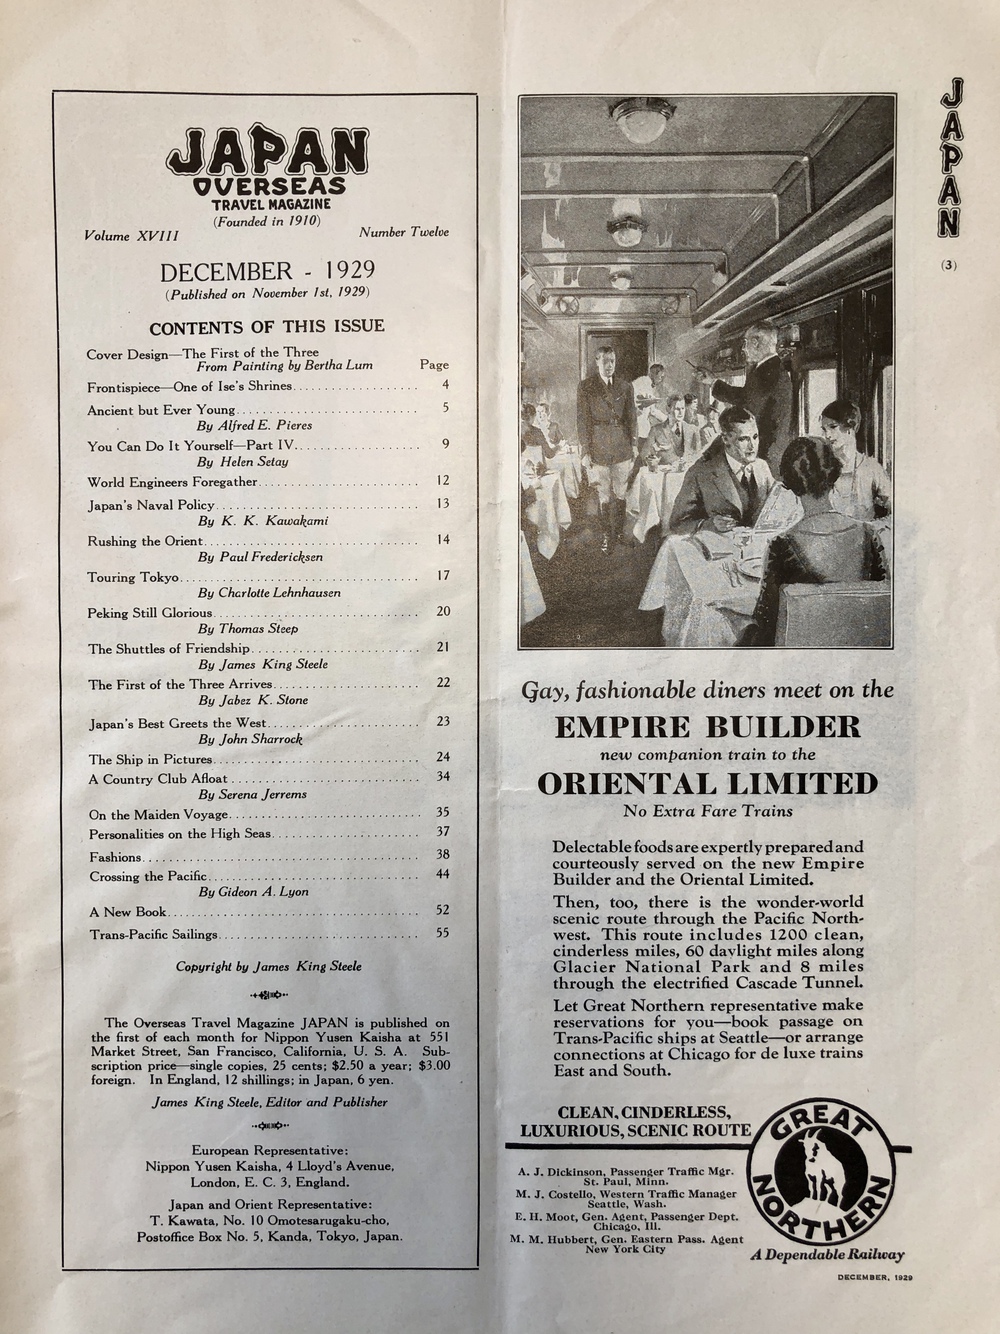 JAPAN
OVERSEAS
TRAVEL MAGAZINE
(Founded in 1910)
Volume XVIII Number Twelve
DECEMBER - 1929
(Published on November 1st, 1929)
CONTENTS OF THIS ISSUE
Cover Design—The First of the Three
From Painting by Bertha Lum Page
Frontispiece—One of Ise's Shrines.................. 4
Ancient but Ever Young.......................... 5
By Alfred E. Pieres
You Can Do It Yourself—Part IV.................. 9
By Helen Setay
World Engineers Foregather....................... 12
Japan's Naval Policy............................. 13
By K. K. Kawakami
Rushing the Orient............................... 14
By Paul Fredericksen
Touring Tokyo.................................. 17
By Charlotte Lehnhausen
Peking Still Glorious............................. 20
By Thomas Steep
The Shuttles of Friendship........................ 21
By James King Steele
The First of the Three Arrives..................... 22
By Jabez K. Stone
Japan's Best Greets the West...................... 23
By John Sharrock
The Ship in Pictures............................. 24
A Country Club Afloat........................... 34
By Serena Jerrems
On the Maiden Voyage........................... 35
Personalities on the High Seas..................... 37
Fashions....................................... 38
Crossing the Pacific.............................. 44
By Gideon A. Lyon
A New Book................................... 52
Trans-Pacific Sailings............................ 55
Copyright by James King Steele
The Overseas Travel Magazine JAPAN is published on
the first of each month for Nippon Yusen Kaisha at 551
Market Street, San Francisco, California, U. S. A. Sub-
scription price—single copies, 25 cents; $2.50 a year; $3.00
foreign. In England, 12 shillings; in Japan, 6 yen.
James King Steele, Editor and Publisher
European Representative:
Nippon Yusen Kaisha, 4 Lloyd's Avenue,
London, E. C. 3, England.
Japan and Orient Representative:
T. Kawata, No. 10 Omotesarugaku-cho,
Postoffice Box No. 5, Kanda, Tokyo, Japan.
JAPAN
(3)
Gay, fashionable diners meet on the
EMPIRE BUILDER
new companion train to the
ORIENTAL LIMITED
No Extra Fare Trains
Delectable foods are expertly prepared and
courteously served on the new Empire
Builder and the Oriental Limited.
Then, too, there is the wonder-world
scenic route through the Pacific North-
west. This route includes 1200 clean,
cinderless miles, 60 daylight miles along
Glacier National Park and 8 miles
through the electrified Cascade Tunnel.
Let Great Northern representative make
reservations for you—book passage on
Trans-Pacific ships at Seattle—or arrange
connections at Chicago for de luxe trains
East and South.
CLEAN, CINDERLESS,
LUXURIOUS, SCENIC ROUTE
A. J. Dickinson, Passenger Traffic Mgr.
St. Paul, Minn.
M. J. Costello, Western Traffic Manager
Seattle, Wash.
E. H. Moot, Gen. Agent, Passenger Dept.
Chicago, Ill.
M. M. Hubbert, Gen. Eastern Pass. Agent
New York City
GREAT
NORTHERN
A Dependable Railway
DECEMBER, 1929